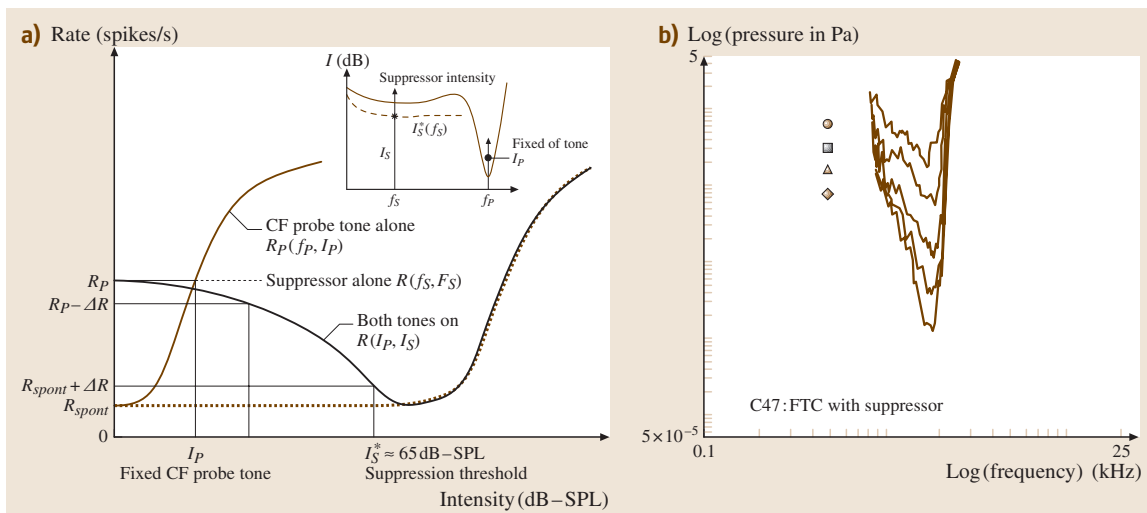 a) Rate (spikes/s)
I (dB)
Suppressor intensity
I*S(fS)
IS
Fixed of tone
IP
fS
fP
CF probe tone alone
RP(fP, IP)
RP
Suppressor alone R(fS, FS)
RP – ΔR
Both tones on
R(IP, IS)
Rspont + ΔR
Rspont
0
IP
I*S ≈ 65 dB–SPL
Fixed CF probe tone
Suppression threshold
Intensity (dB–SPL)
b) Log (pressure in Pa)
5
C47: FTC with suppressor
5×10⁻⁵
0.1
25
Log (frequency) (kHz)